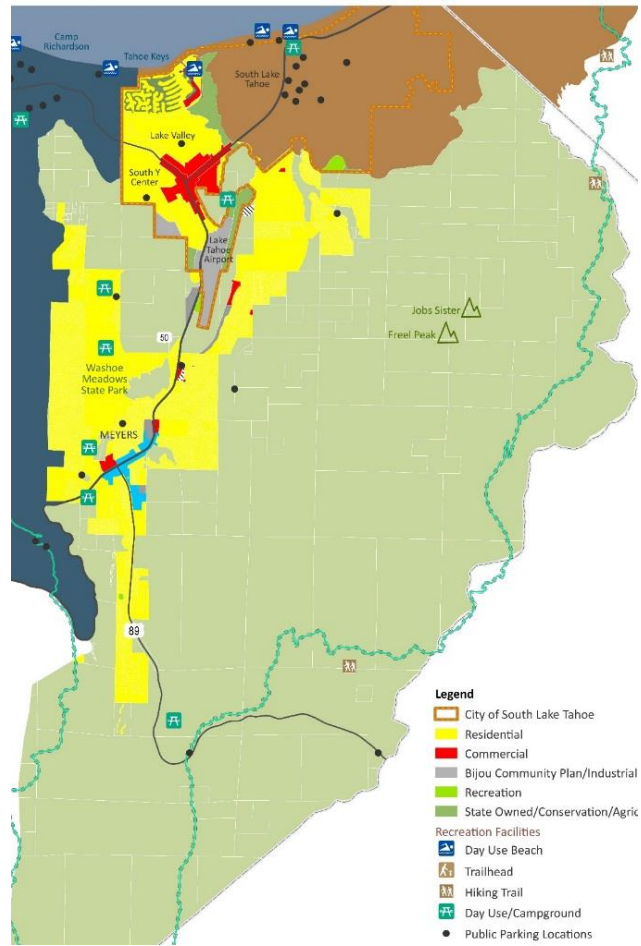 Camp
Richardson
Tahoe Keys
South Lake
Tahoe
Lake Valley
South Y
Center
Lake
Tahoe
Airport
Jobs Sister
Freel Peak
50
Washoe
Meadows
State Park
MEYERS
89
Legend
City of South Lake Tahoe
Residential
Commercial
Bijou Community Plan/Industrial
Recreation
State Owned/Conservation/Agric
Recreation Facilities
Day Use Beach
Trailhead
Hiking Trail
Day Use/Campground
Public Parking Locations